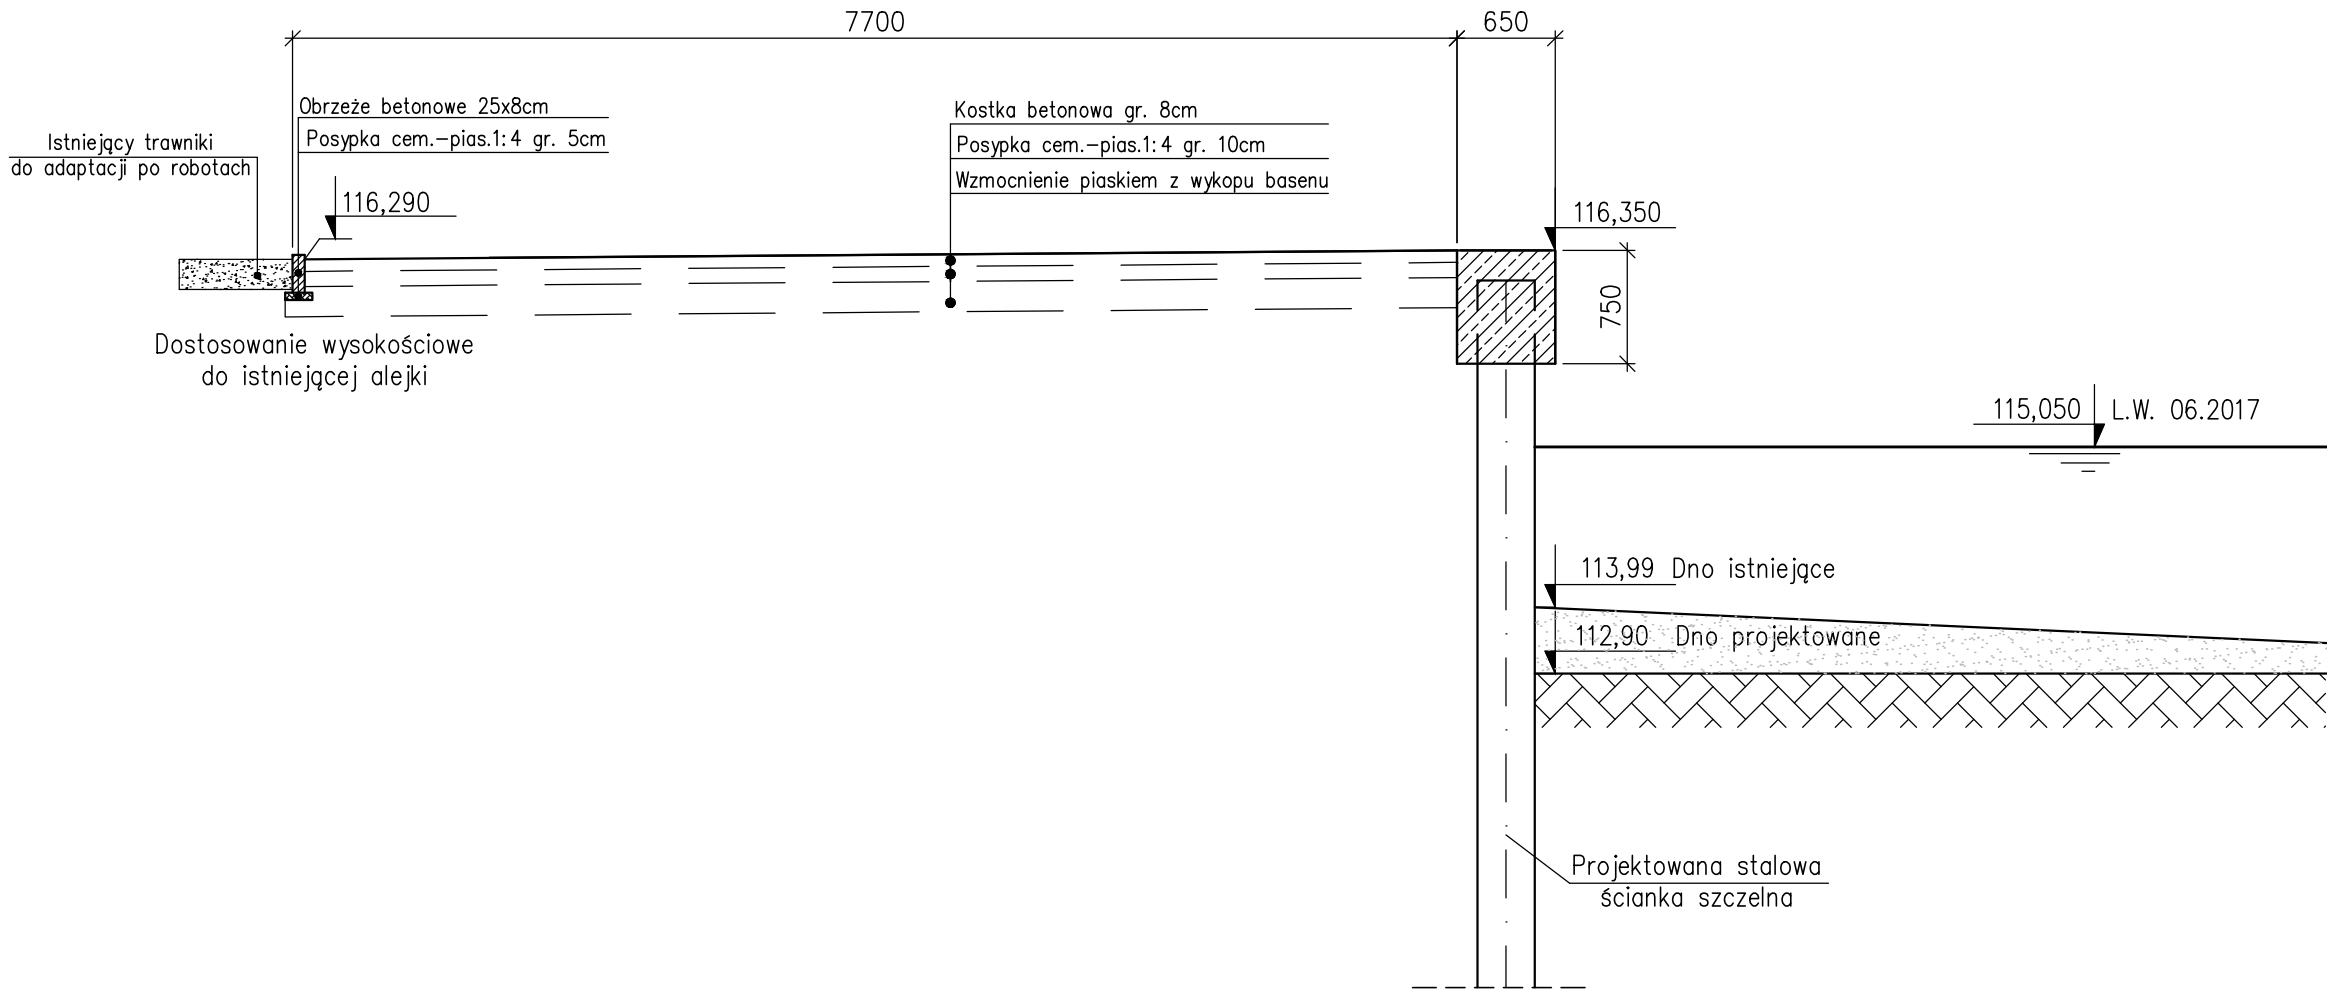 7700
650
Obrzeże betonowe 25x8cm
Posypka cem.-pias.1:4 gr. 5cm
Kostka betonowa gr. 8cm
Posypka cem.-pias.1:4 gr. 10cm
Wzmocnienie piaskiem z wykopu basenu
Istniejący trawniki
do adaptacji po robotach
116,290
116,350
750
Dostosowanie wysokościowe
do istniejącej alejki
115,050 L.W. 06.2017
113,99 Dno istniejące
112,90 Dno projektowane
Projektowana stalowa
ścianka szczelna